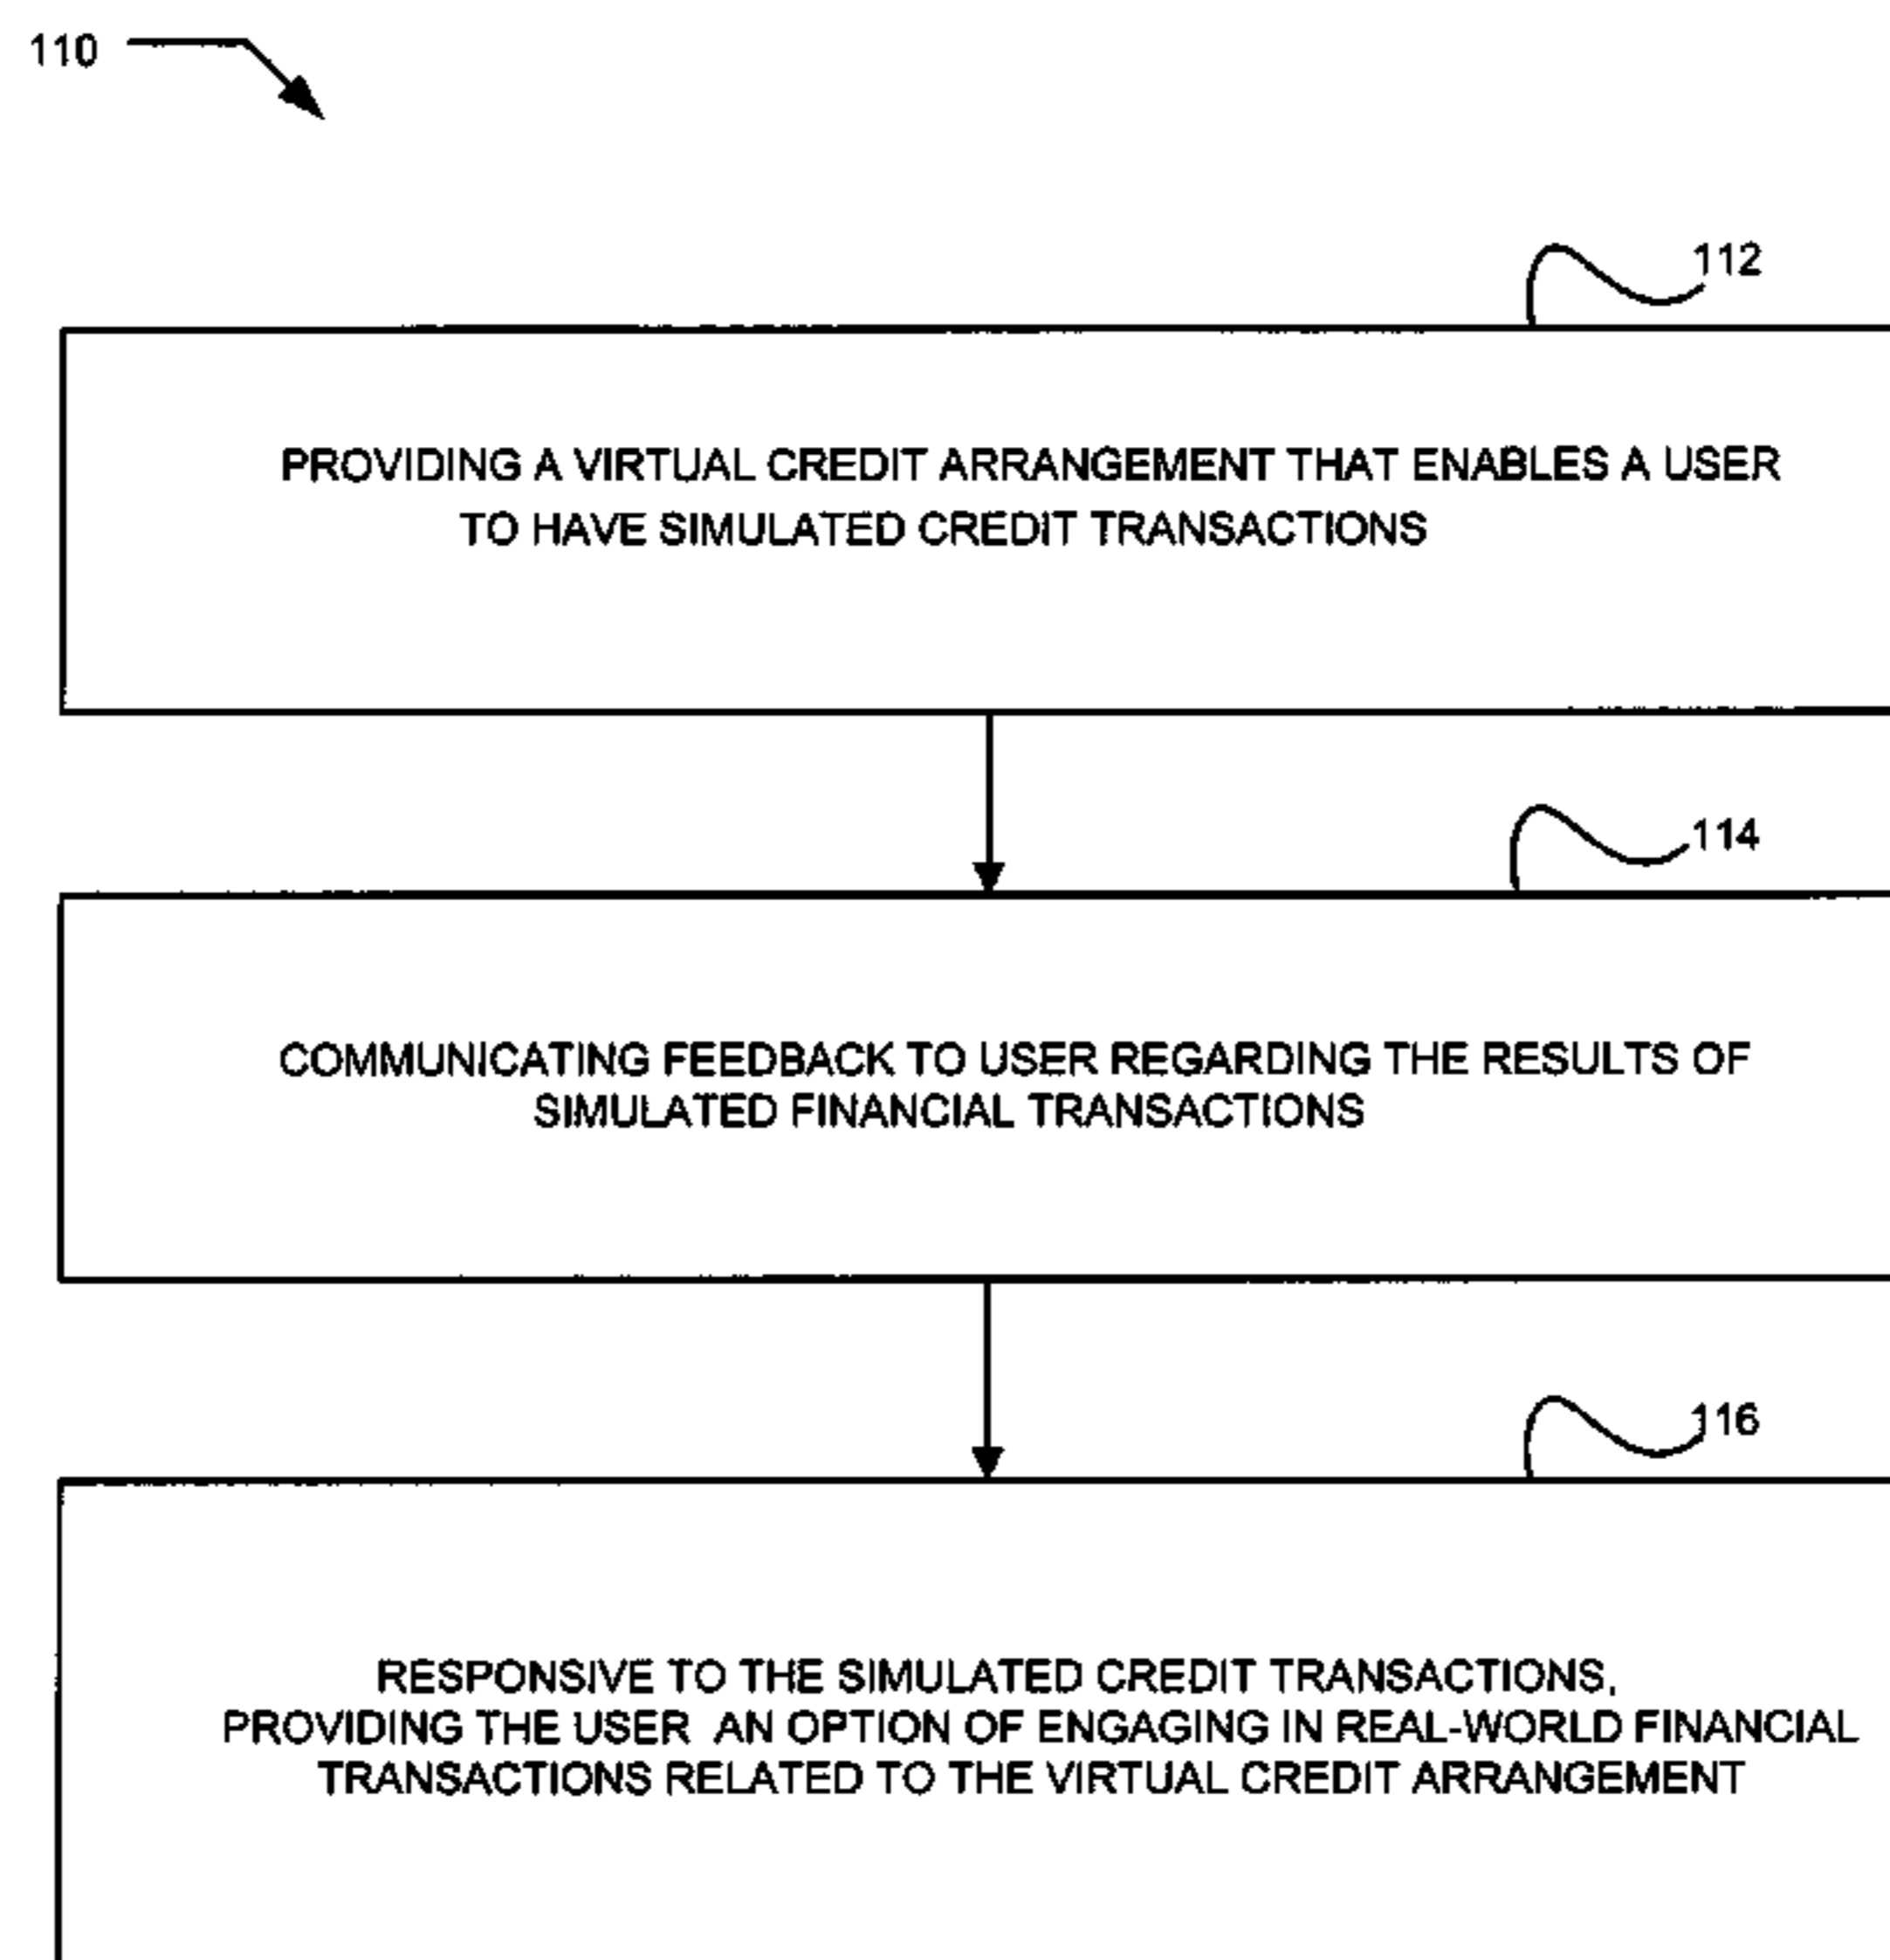 110
112
PROVIDING A VIRTUAL CREDIT ARRANGEMENT THAT ENABLES A USER
TO HAVE SIMULATED CREDIT TRANSACTIONS
114
COMMUNICATING FEEDBACK TO USER REGARDING THE RESULTS OF
SIMULATED FINANCIAL TRANSACTIONS
116
RESPONSIVE TO THE SIMULATED CREDIT TRANSACTIONS,
PROVIDING THE USER AN OPTION OF ENGAGING IN REAL-WORLD FINANCIAL
TRANSACTIONS RELATED TO THE VIRTUAL CREDIT ARRANGEMENT